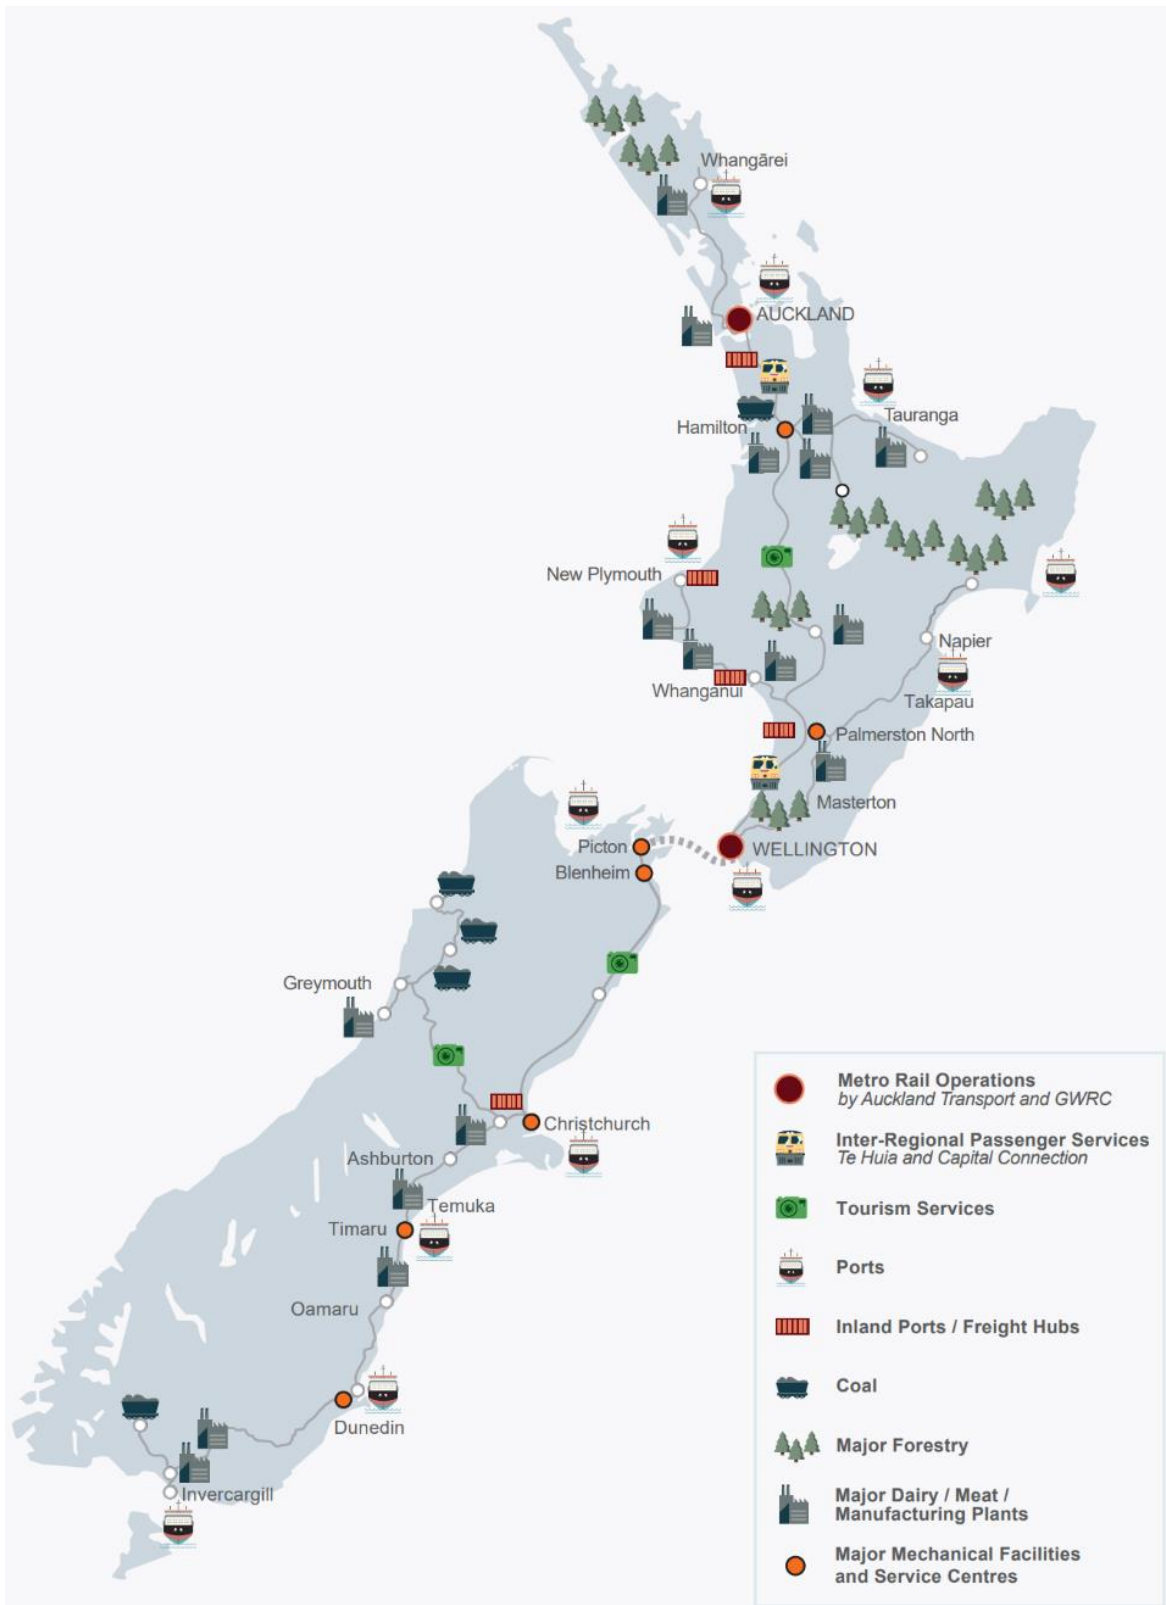 Whangārei
AUCKLAND
Tauranga
Hamilton
New Plymouth
Napier
Whanganui
Takapau
Palmerston North
Masterton
Picton
WELLINGTON
Blenheim
Greymouth
Christchurch
Ashburton
Temuka
Timaru
Oamaru
Dunedin
Invercargill
Metro Rail Operations
by Auckland Transport and GWRC
Inter-Regional Passenger Services
Te Huia and Capital Connection
Tourism Services
Ports
Inland Ports / Freight Hubs
Coal
Major Forestry
Major Dairy / Meat /
Manufacturing Plants
Major Mechanical Facilities
and Service Centres